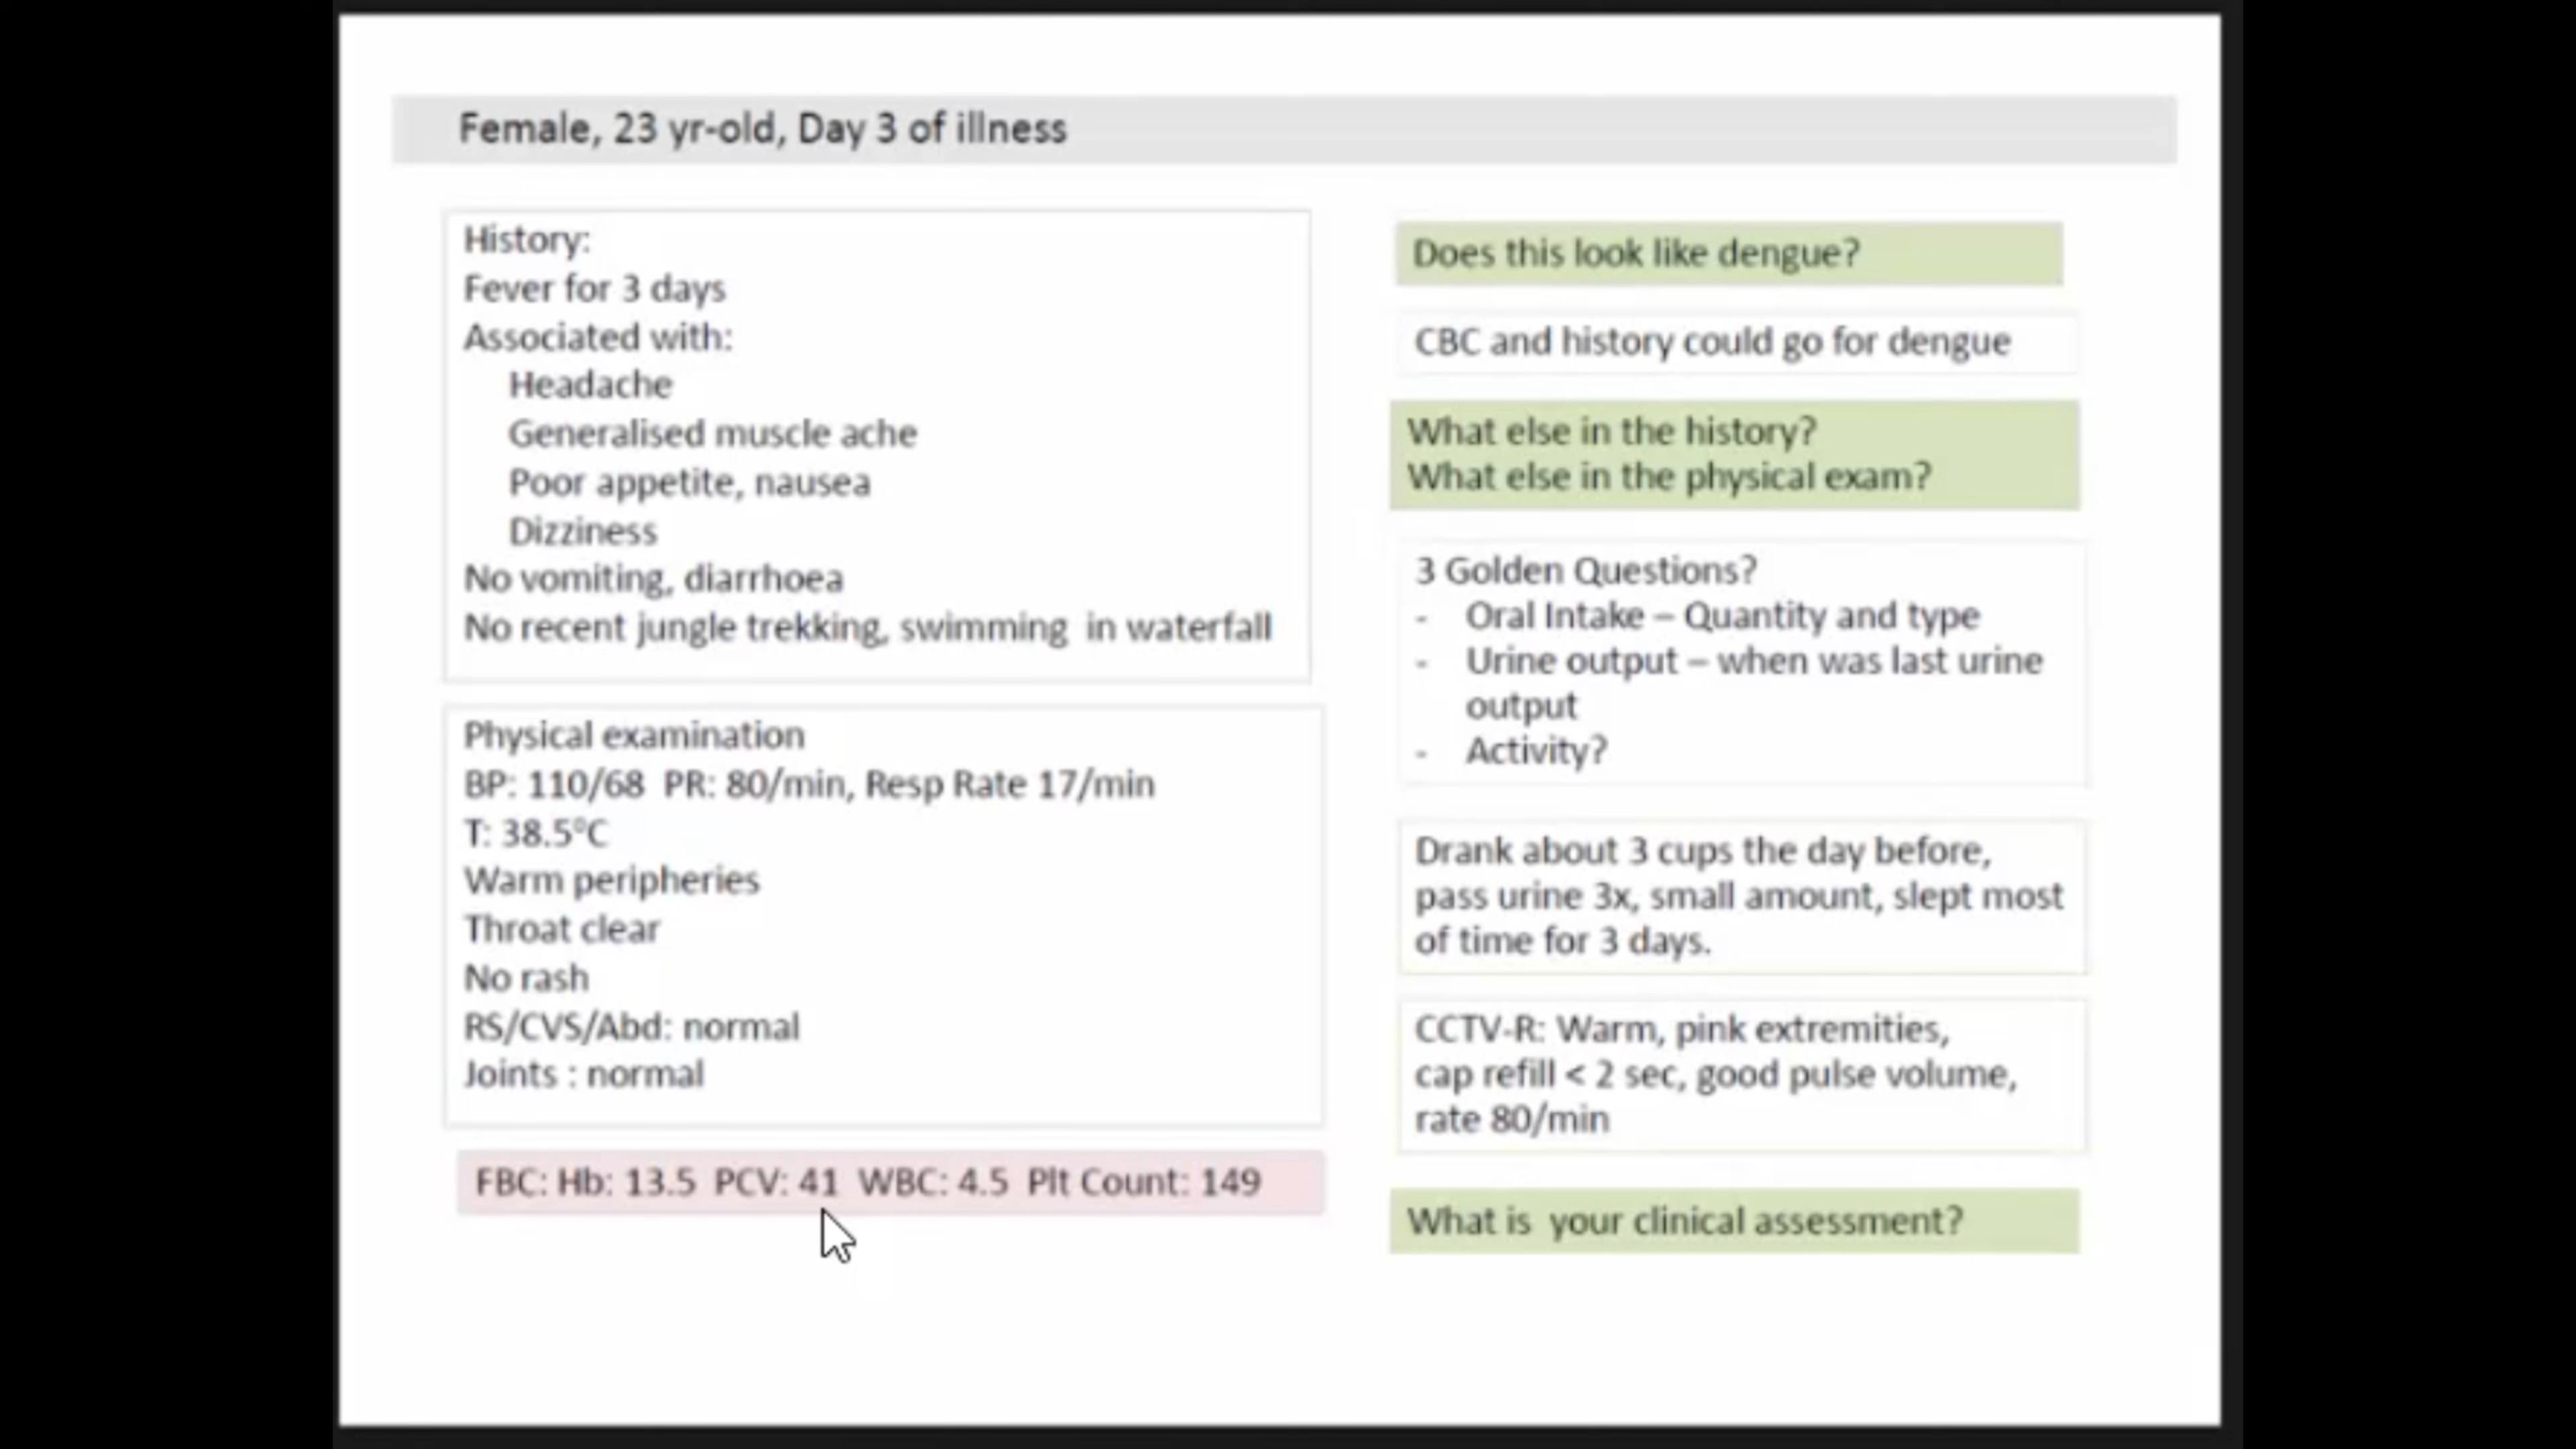 Female, 23 yr-old, Day 3 of illness
History:
Fever for 3 days
Associated with:
Headache
Generalised muscle ache
Poor appetite, nausea
Dizziness
No vomiting, diarrhoea
No recent jungle trekking, swimming in waterfall
Physical examination
BP: 110/68 PR: 80/min, Resp Rate 17/min
T: 38.5°C
Warm peripheries
Throat clear
No rash
RS/CVS/Abd: normal
Joints : normal
FBC: Hb: 13.5 PCV: 41 WBC: 4.5 Plt Count: 149
Does this look like dengue?
CBC and history could go for dengue
What else in the history?
What else in the physical exam?
3 Golden Questions?
- Oral Intake – Quantity and type
- Urine output – when was last urine
output
- Activity?
Drank about 3 cups the day before,
pass urine 3x, small amount, slept most
of time for 3 days.
CCTV-R: Warm, pink extremities,
cap refill < 2 sec, good pulse volume,
rate 80/min
What is your clinical assessment?